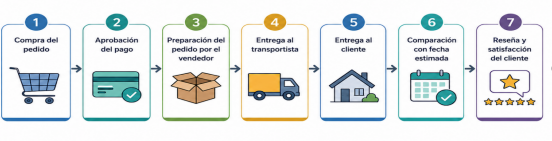 1
Compra del
pedido
2
Aprobación
del pago
3
Preparación del
pedido por el
vendedor
4
Entrega al
transportista
5
Entrega al
cliente
6
Comparación
con fecha
estimada
7
Reseña y
satisfacción
del cliente